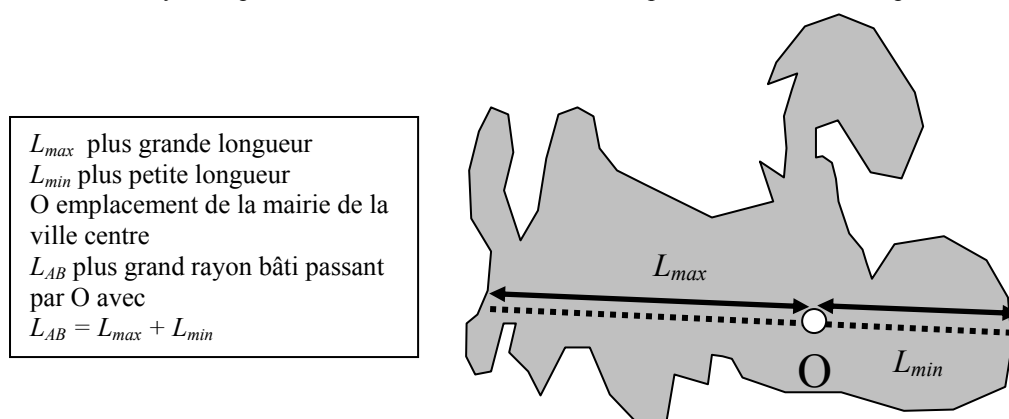 L_max plus grande longueur
L_min plus petite longueur
O emplacement de la mairie de la
ville centre
L_AB plus grand rayon bâti passant
par O avec
L_AB = L_max + L_min
L_max
O
L_min